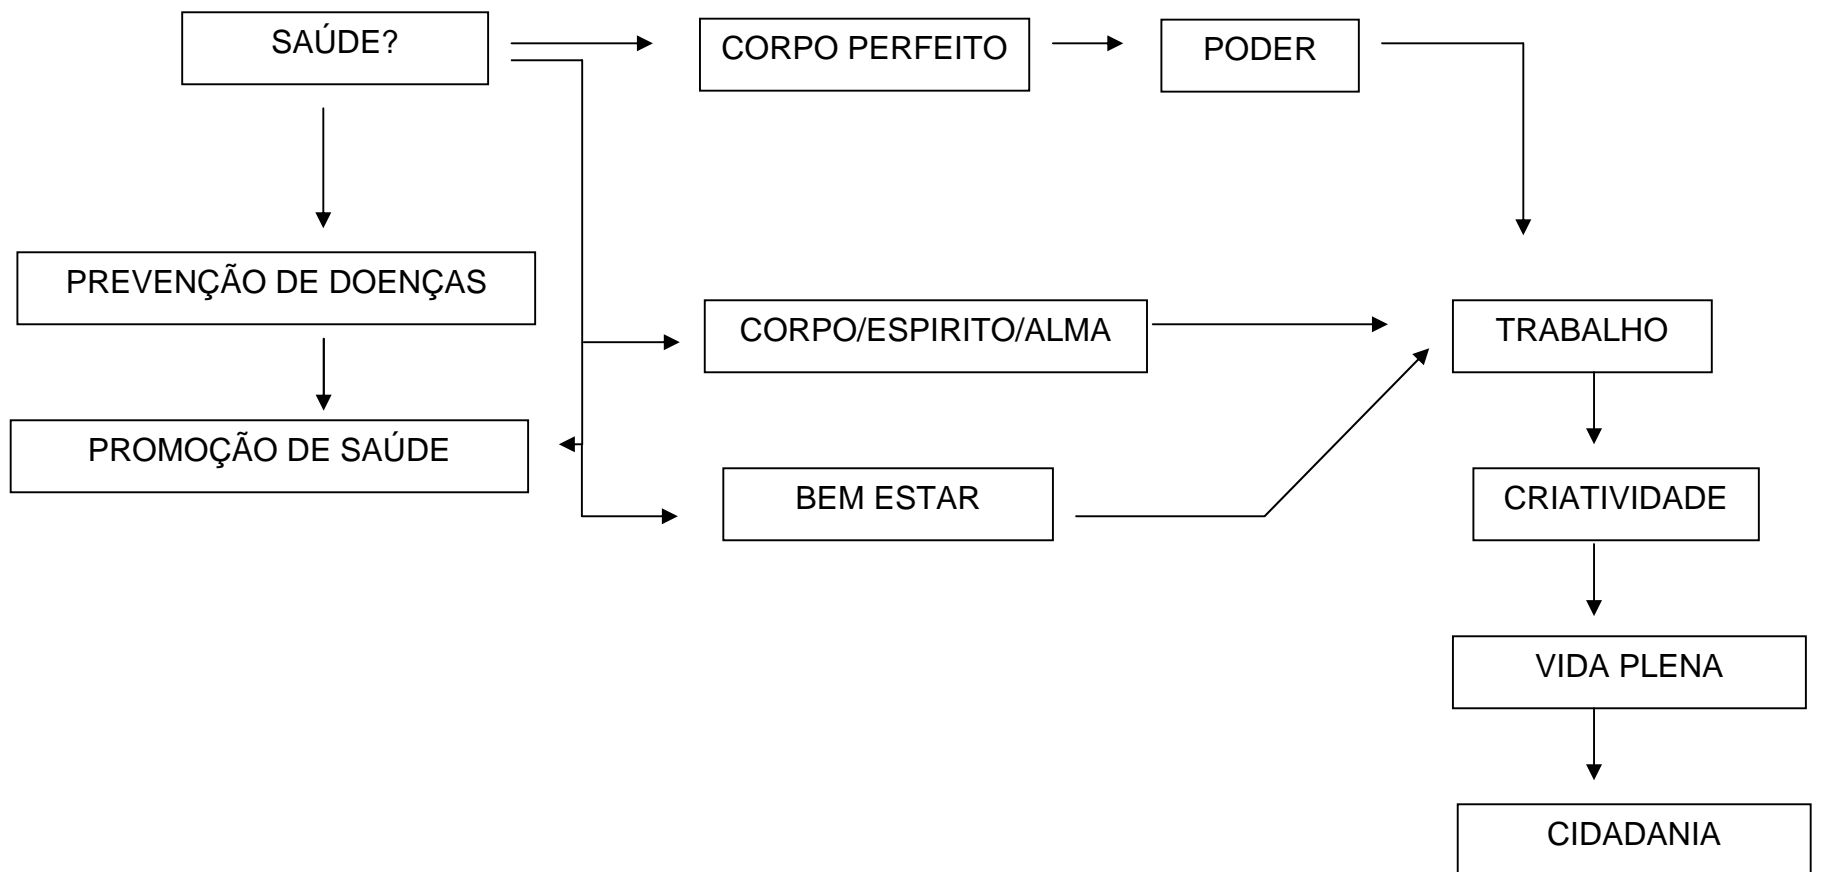 SAÚDE?
CORPO PERFEITO
PODER
PREVENÇÃO DE DOENÇAS
CORPO/ESPIRITO/ALMA
TRABALHO
PROMOÇÃO DE SAÚDE
BEM ESTAR
CRIATIVIDADE
VIDA PLENA
CIDADANIA